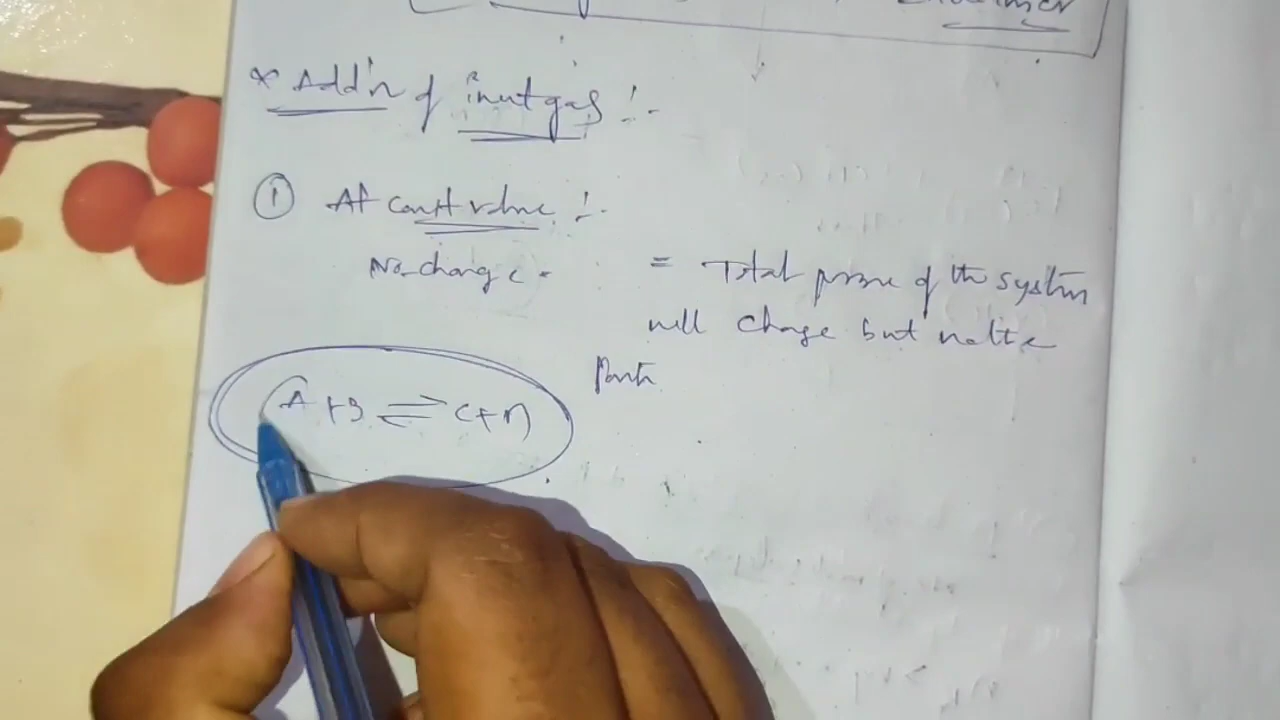 * Add'n of inert gas :-
① At const volume :-
No change.
= Total pressure of the system
will change but not the
Parti
A + B ⇌ C + D